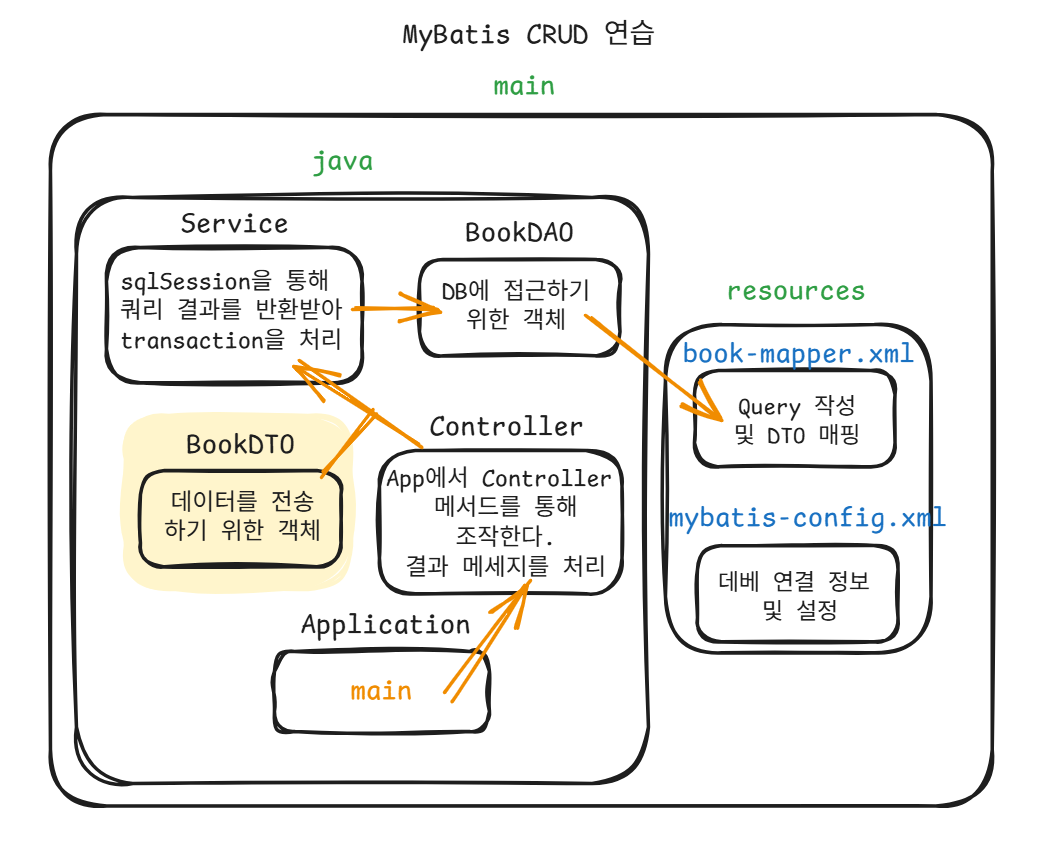 MyBatis CRUD 연습
main
java
Service
sqlSession을 통해
쿼리 결과를 반환받아
transaction을 처리
BookDAO
DB에 접근하기
위한 객체
resources
book-mapper.xml
Query 작성
및 DTO 매핑
BookDTO
데이터를 전송
하기 위한 객체
Controller
App에서 Controller
메서드를 통해
조작한다.
결과 메세지를 처리
mybatis-config.xml
데베 연결 정보
및 설정
Application
main